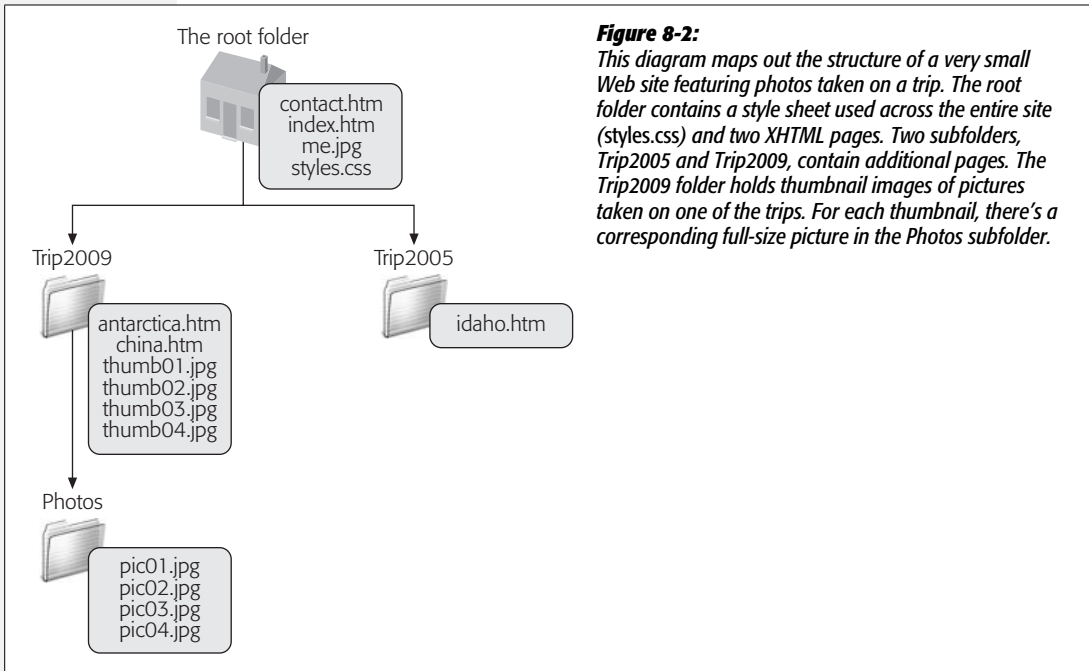 The root folder
contact.htm
index.htm
me.jpg
styles.css
Trip2009
antarctica.htm
china.htm
thumb01.jpg
thumb02.jpg
thumb03.jpg
thumb04.jpg
Trip2005
idaho.htm
Photos
pic01.jpg
pic02.jpg
pic03.jpg
pic04.jpg
Figure 8-2:
This diagram maps out the structure of a very small
Web site featuring photos taken on a trip. The root
folder contains a style sheet used across the entire site
(styles.css) and two XHTML pages. Two subfolders,
Trip2005 and Trip2009, contain additional pages. The
Trip2009 folder holds thumbnail images of pictures
taken on one of the trips. For each thumbnail, there's a
corresponding full-size picture in the Photos subfolder.